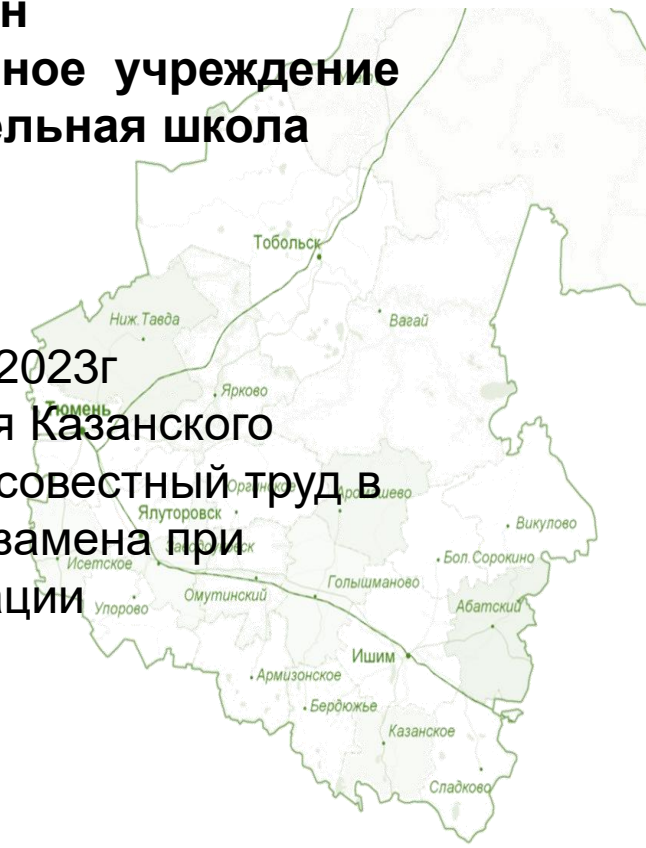 н
ное учреждение
ельная школа
Тобольск
Ниж.Тавда
Вагай
2023г
Ярково
Тюмень
я Казанского
совестный труд в
Аромашево
Ялуторовск
Викулово
замена при
Бол.Сорокино
Исетское
Голышманово
ации
Упорово
Омутинский
Абатский
Ишим
Армизонское
Бердюжье
Казанское
Сладково